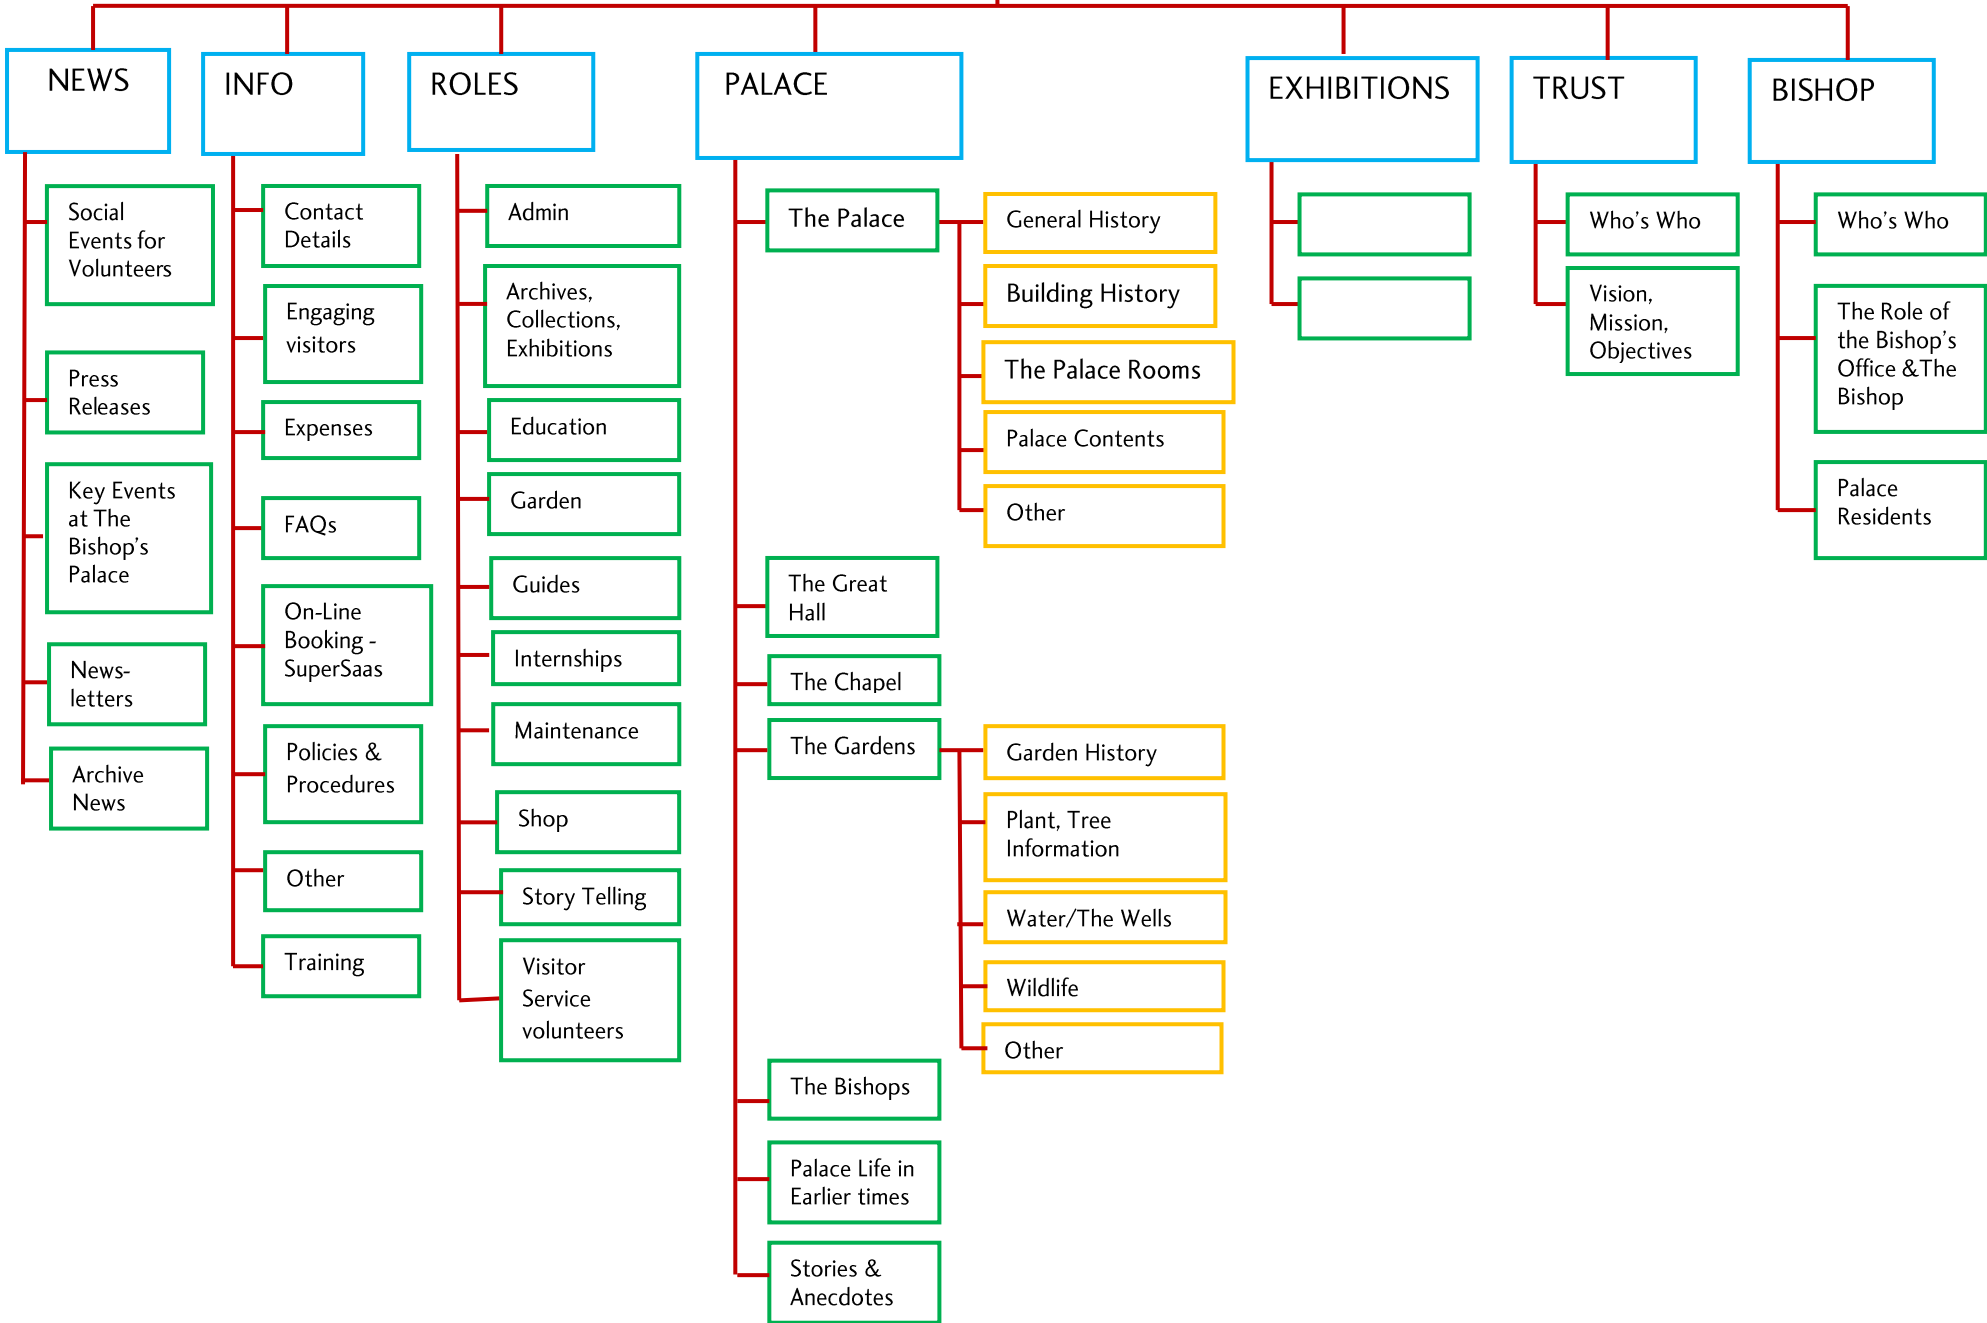 NEWS
INFO
ROLES
PALACE
EXHIBITIONS
TRUST
BISHOP
Social
Events for
Volunteers
Press
Releases
Key Events
at The
Bishop's
Palace
News-
letters
Archive
News
Contact
Details
Engaging
visitors
Expenses
FAQs
On-Line
Booking -
SuperSaas
Policies &
Procedures
Other
Training
Admin
Archives,
Collections,
Exhibitions
Education
Garden
Guides
Internships
Maintenance
Shop
Story Telling
Visitor
Service
volunteers
The Palace
General History
Building History
The Palace Rooms
Palace Contents
Other
The Great
Hall
The Chapel
The Gardens
Garden History
Plant, Tree
Information
Water/The Wells
Wildlife
Other
The Bishops
Palace Life in
Earlier times
Stories &
Anecdotes
Who's Who
Vision,
Mission,
Objectives
Who's Who
The Role of
the Bishop's
Office &The
Bishop
Palace
Residents